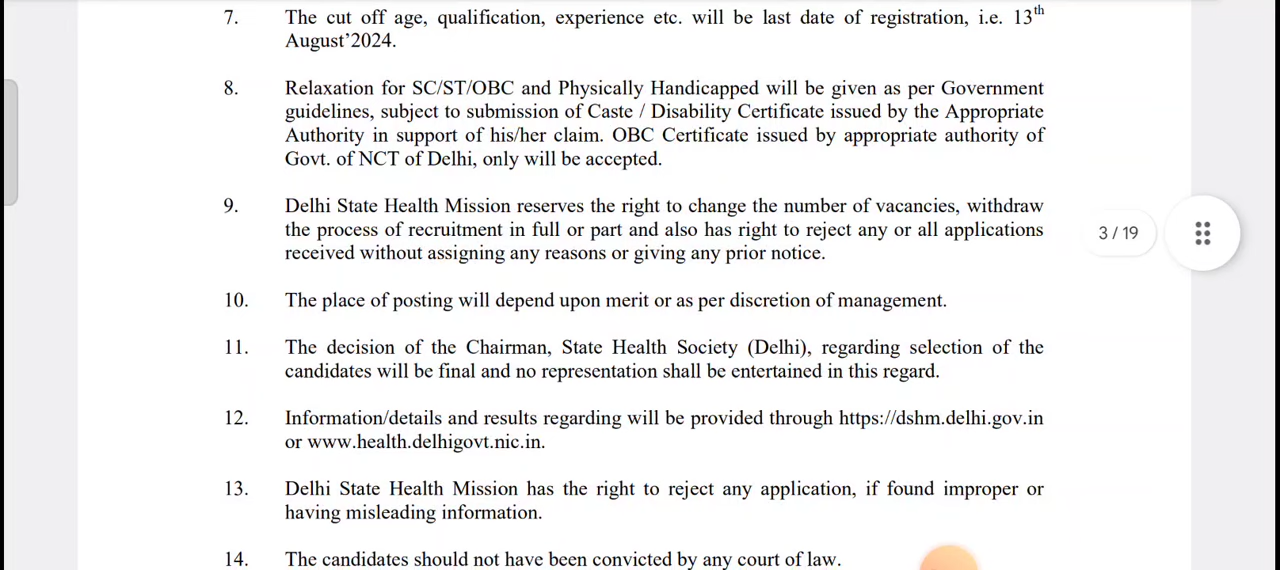 7. The cut off age, qualification, experience etc. will be last date of registration, i.e. 13th
August’2024.
8. Relaxation for SC/ST/OBC and Physically Handicapped will be given as per Government
guidelines, subject to submission of Caste / Disability Certificate issued by the Appropriate
Authority in support of his/her claim. OBC Certificate issued by appropriate authority of
Govt. of NCT of Delhi, only will be accepted.
9. Delhi State Health Mission reserves the right to change the number of vacancies, withdraw
the process of recruitment in full or part and also has right to reject any or all applications
received without assigning any reasons or giving any prior notice.
3 / 19
10. The place of posting will depend upon merit or as per discretion of management.
11. The decision of the Chairman, State Health Society (Delhi), regarding selection of the
candidates will be final and no representation shall be entertained in this regard.
12. Information/details and results regarding will be provided through https://dshm.delhi.gov.in
or www.health.delhigovt.nic.in.
13. Delhi State Health Mission has the right to reject any application, if found improper or
having misleading information.
14. The candidates should not have been convicted by any court of law.